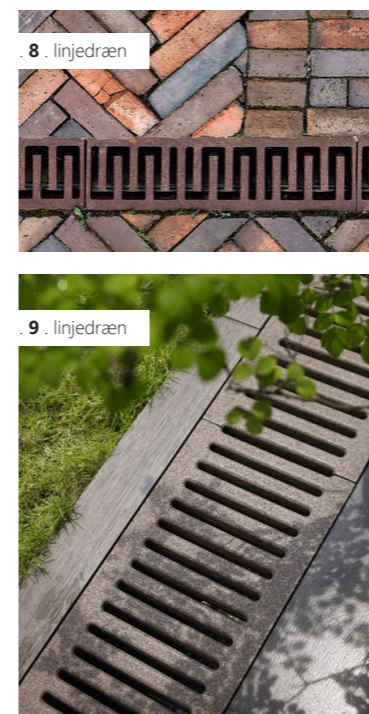 . 8 . linjedræn
. 9 . linjedræn